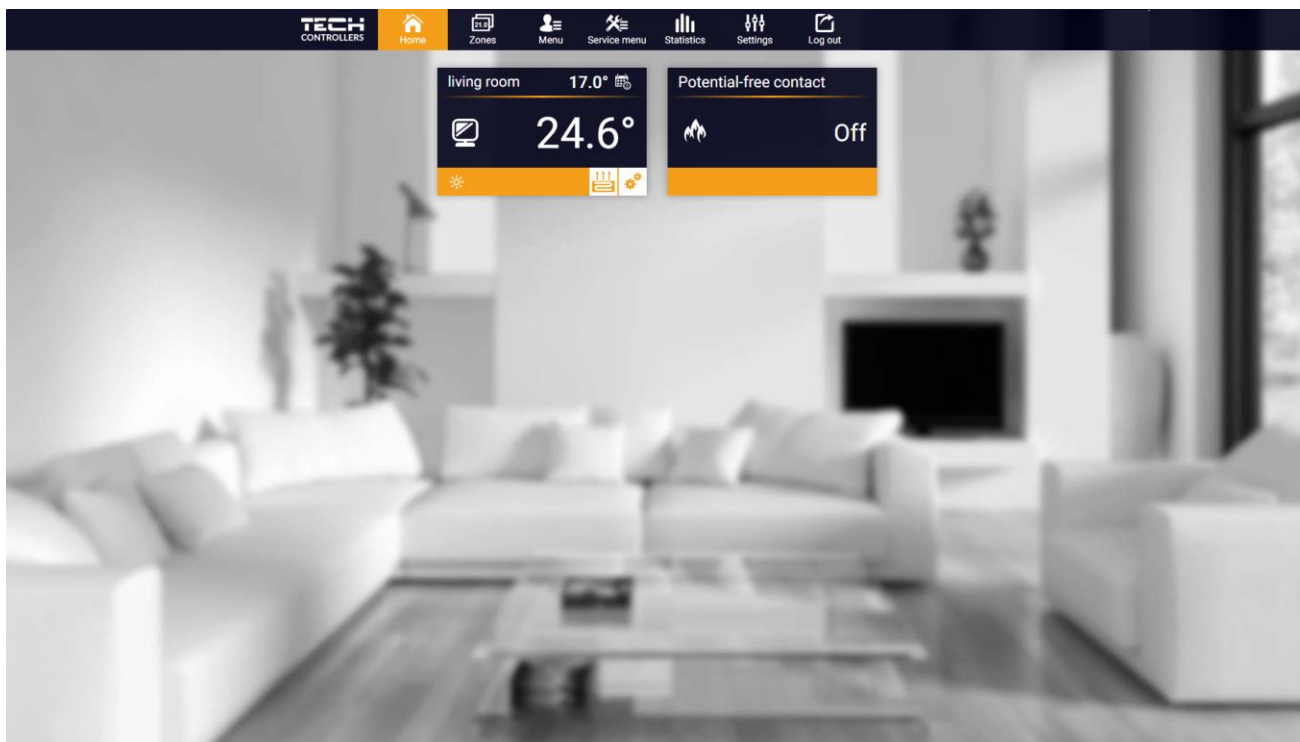 TECH
CONTROLLERS
Home
21.0
Zones
Menu
Service menu
Statistics
Settings
Log out
living room 17.0°
24.6°
Potential-free contact
Off